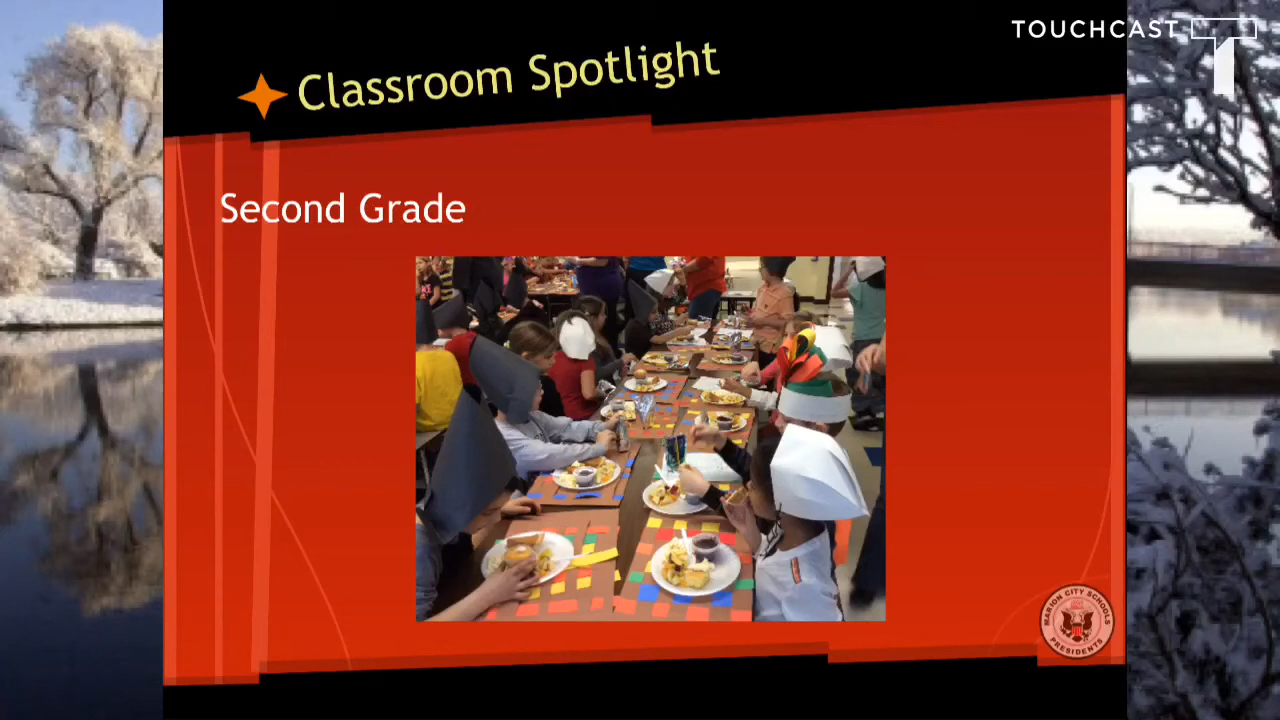 TOUCHCAST
Classroom Spotlight
Second Grade
MARION CITY SCHOOLS
PRESIDENTS